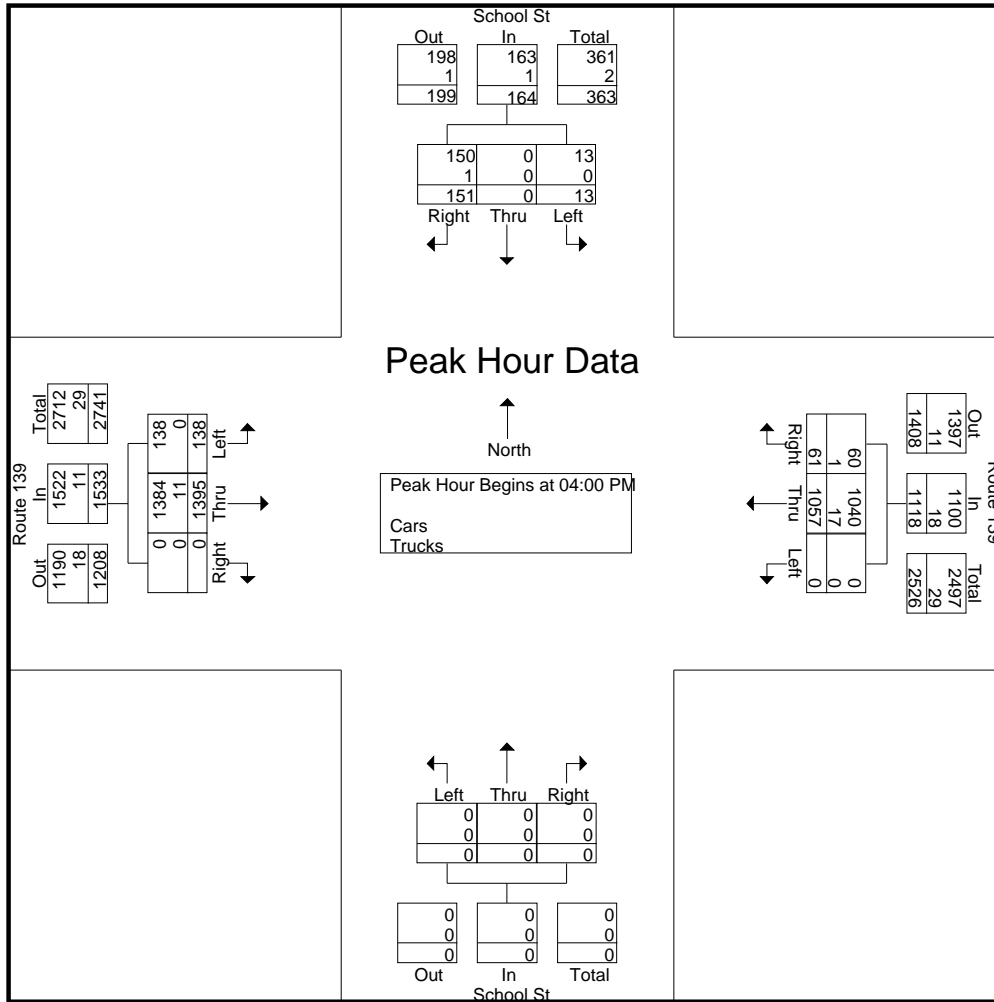 School St
Out In Total
198 163 361
1 1 2
199 164 363
150 0 13
1 0 0
151 0 13
Right Thru Left
Peak Hour Data
North
Peak Hour Begins at 04:00 PM
Cars
Trucks
Route 139
Total
2712
29
2741
In
1522
11
1533
Out
1190
18
1208
138
0
138
Left
1384
11
1395
Thru
0
0
0
Right
Right
61
1
60
Thru
1057
17
1040
Left
0
0
0
Out
1397
11
1408
In
1100
18
1118
Total
2497
29
2526
Route 139
Left Thru Right
0 0 0
0 0 0
0 0 0
0 0 0
0 0 0
0 0 0
Out In Total
School St